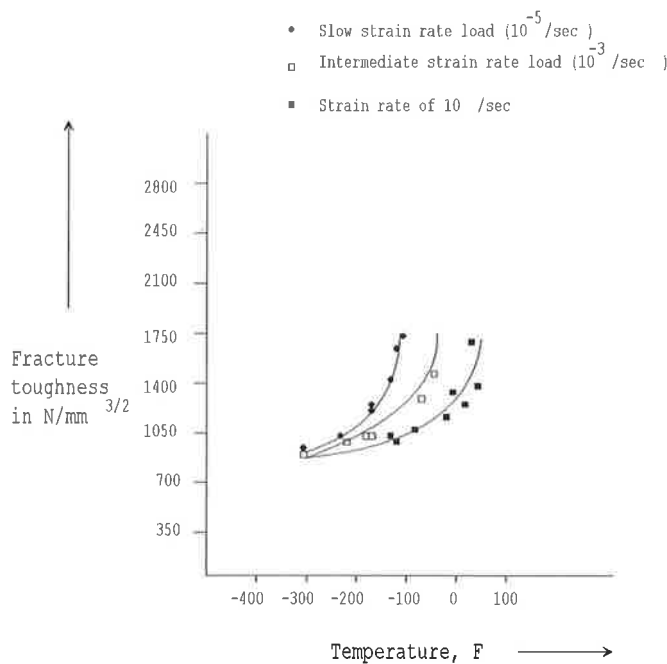 Slow strain rate load (10^-5/sec )
Intermediate strain rate load (10^-3 /sec )
Strain rate of 10 /sec
2800
2450
2100
1750
1400
1050
700
350
Fracture
toughness
in N/mm 3/2
-400 -300 -200 -100 0 100
Temperature, F